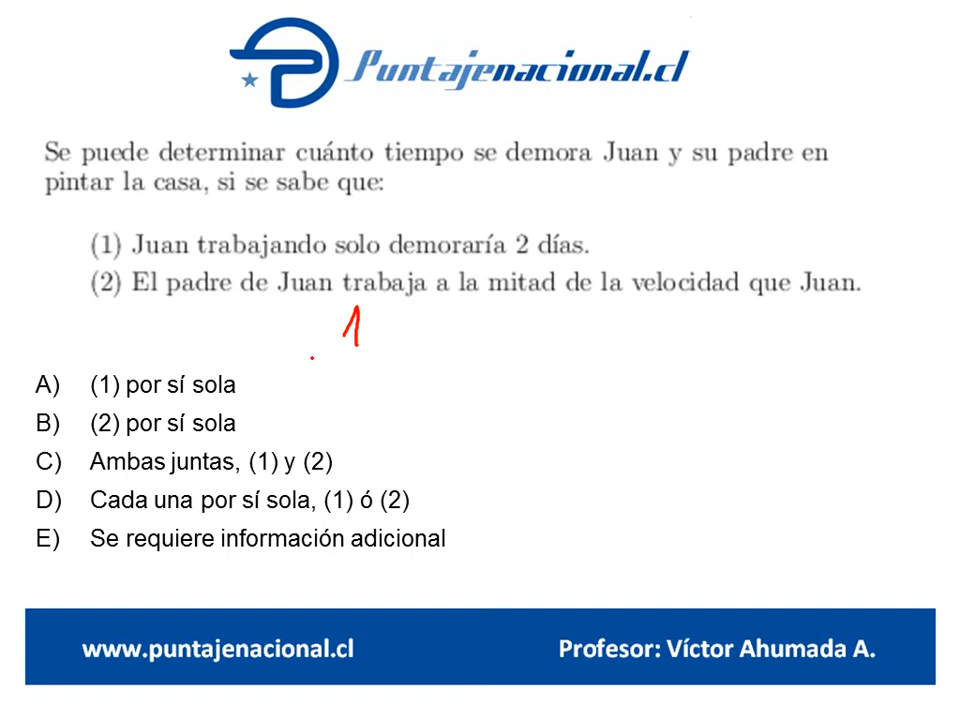 Puntajenacional.cl
Se puede determinar cuánto tiempo se demora Juan y su padre en
pintar la casa, si se sabe que:
(1) Juan trabajando solo demoraría 2 días.
(2) El padre de Juan trabaja a la mitad de la velocidad que Juan.
1
A) (1) por sí sola
B) (2) por sí sola
C) Ambas juntas, (1) y (2)
D) Cada una por sí sola, (1) ó (2)
E) Se requiere información adicional
www.puntajenacional.cl Profesor: Víctor Ahumada A.